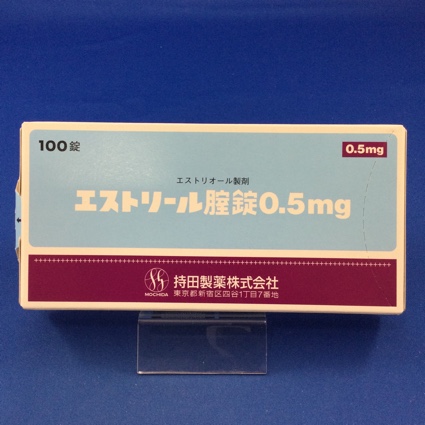 100錠
0.5mg
エストリオール製剤
エストリール腟錠0.5mg
MOCHIDA
持田製薬株式会社
東京都新宿区四谷1丁目7番地